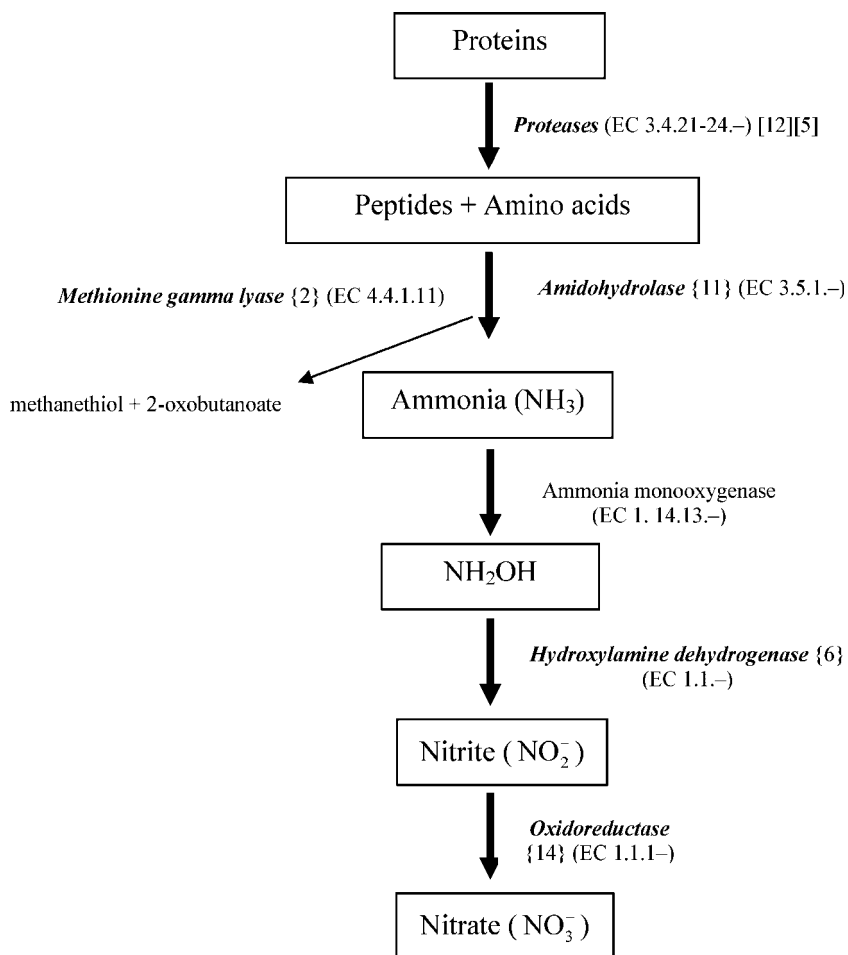 Proteins
Proteases (EC 3.4.21-24.–) [12][5]
Peptides + Amino acids
Methionine gamma lyase {2} (EC 4.4.1.11)
Amidohydrolase {11} (EC 3.5.1.–)
methanethiol + 2-oxobutanoate
Ammonia (NH₃)
Ammonia monooxygenase
(EC 1. 14.13.–)
NH₂OH
Hydroxylamine dehydrogenase {6}
(EC 1.1.–)
Nitrite (NO₂⁻)
Oxidoreductase
{14} (EC 1.1.1–)
Nitrate (NO₃⁻)